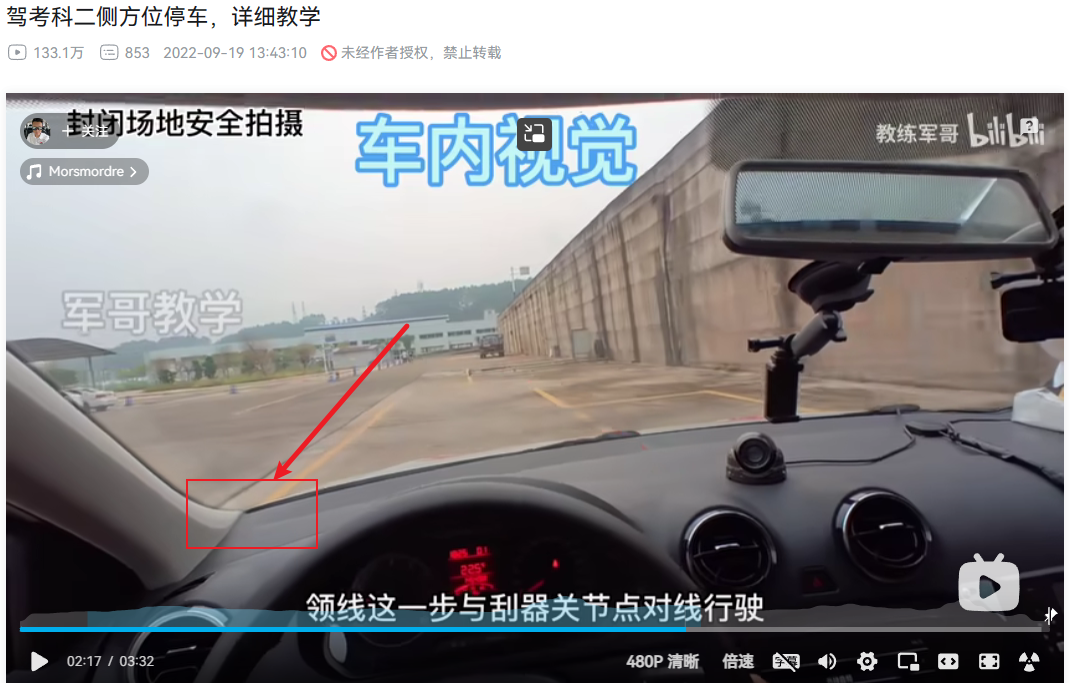 驾考科二侧方位停车，详细教学
133.1万 853 2022-09-19 13:43:10 未经作者授权，禁止转载
封闭场地安全拍摄
+ 关注
车内视觉
教练军哥 bilibili
Morsmordre
军哥教学
领线这一步与刮器关节点对线行驶
02:17 / 03:32
480P 清晰 倍速 字幕